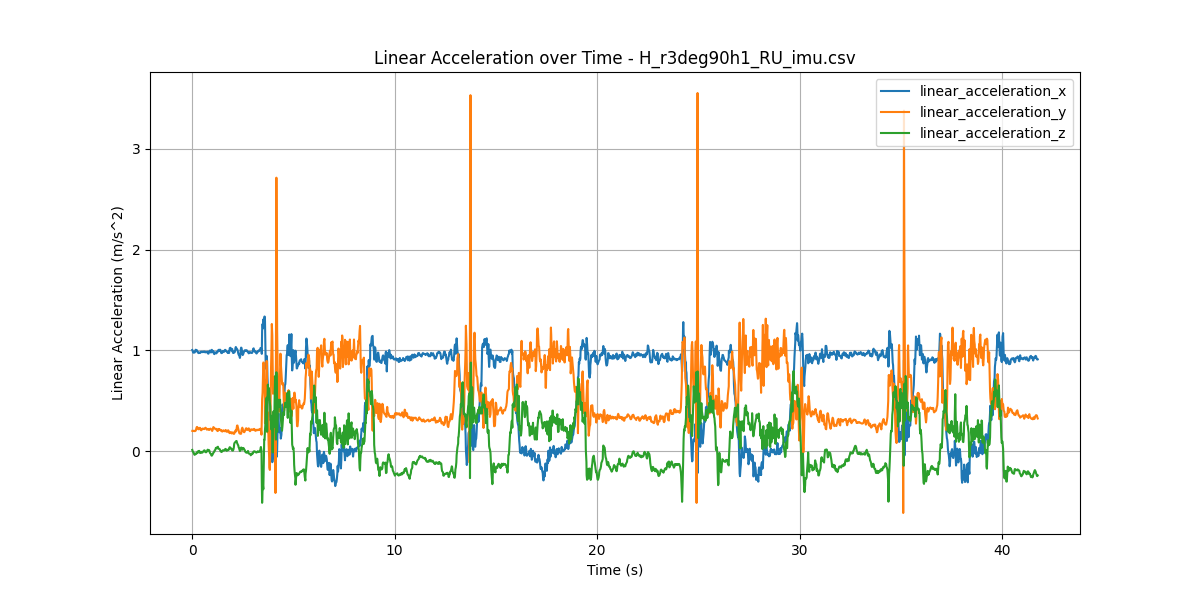 Linear Acceleration over Time - H_r3deg90h1_RU_imu.csv
linear_acceleration_x
linear_acceleration_y
linear_acceleration_z
Linear Acceleration (m/s^2)
3
2
1
0
0 10 20 30 40
Time (s)